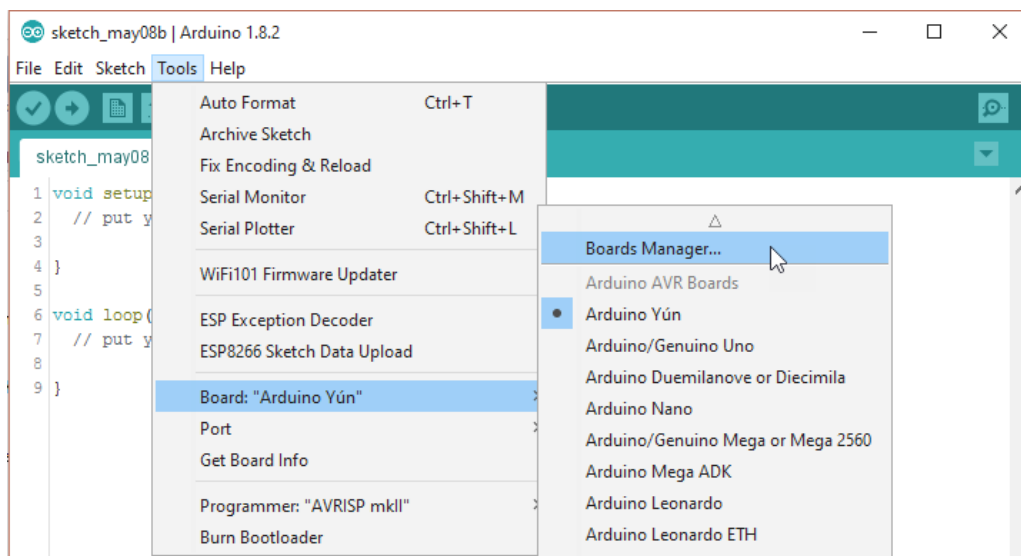 sketch_may08b | Arduino 1.8.2
File Edit Sketch Tools Help
sketch_may08
1 void setup
2 // put y
3
4 }
5
6 void loop(
7 // put y
8
9 }
Auto Format Ctrl+T
Archive Sketch
Fix Encoding & Reload
Serial Monitor Ctrl+Shift+M
Serial Plotter Ctrl+Shift+L
WiFi101 Firmware Updater
ESP Exception Decoder
ESP8266 Sketch Data Upload
Board: "Arduino Yún"
Port
Get Board Info
Programmer: "AVRISP mkII"
Burn Bootloader
Boards Manager...
Arduino AVR Boards
Arduino Yún
Arduino/Genuino Uno
Arduino Duemilanove or Diecimila
Arduino Nano
Arduino/Genuino Mega or Mega 2560
Arduino Mega ADK
Arduino Leonardo
Arduino Leonardo ETH